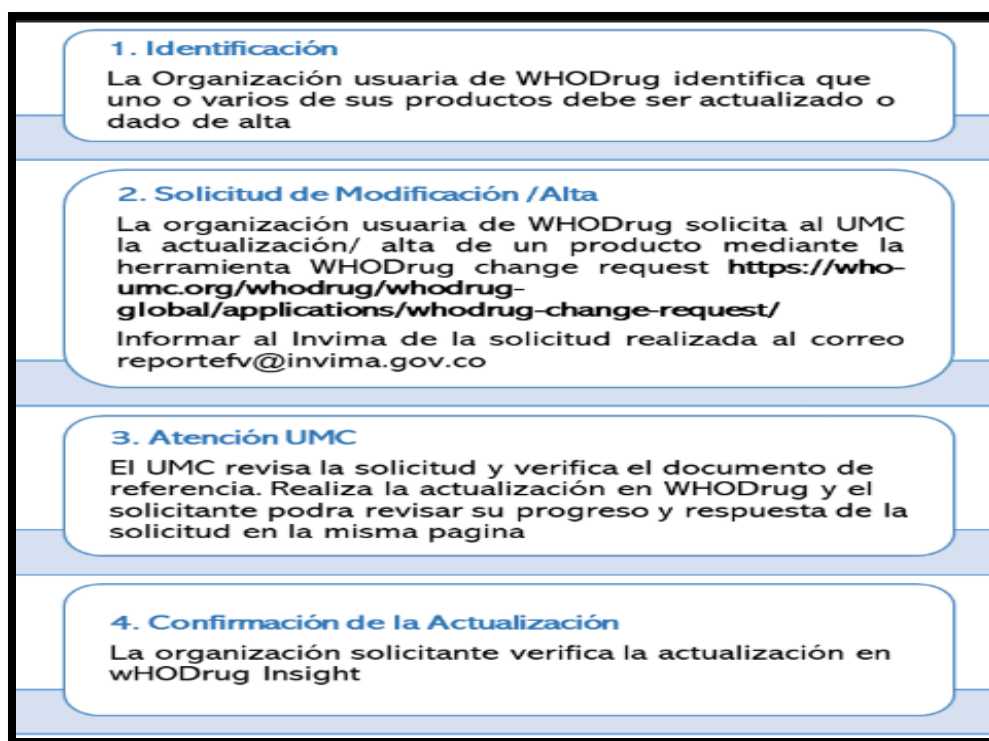 1. Identificación
La Organización usuaria de WHODrug identifica que
uno o varios de sus productos debe ser actualizado o
dado de alta
2. Solicitud de Modificación /Alta
La organización usuaria de WHODrug solicita al UMC
la actualización/ alta de un producto mediante la
herramienta WHODrug change request https://who-
umc.org/whodrug/whodrug-
global/applications/whodrug-change-request/
Informar al Invima de la solicitud realizada al correo
reportefv@invima.gov.co
3. Atención UMC
El UMC revisa la solicitud y verifica el documento de
referencia. Realiza la actualización en WHODrug y el
solicitante podra revisar su progreso y respuesta de la
solicitud en la misma pagina
4. Confirmación de la Actualización
La organización solicitante verifica la actualización en
wHODrug Insight